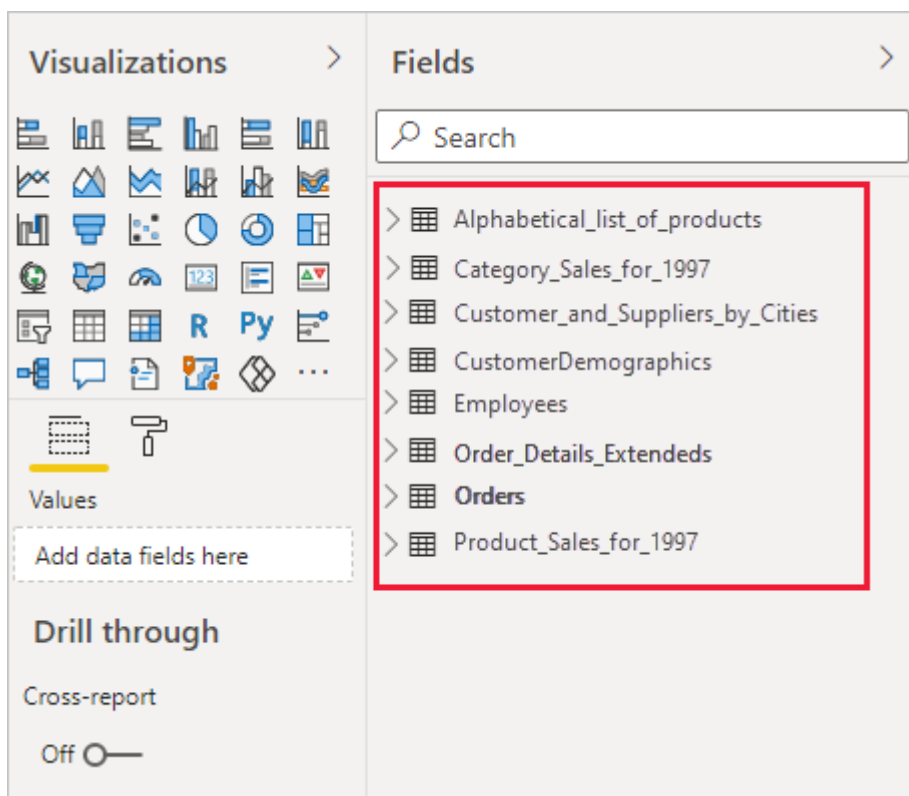 Visualizations
Fields
Search
123
R
Py
Alphabetical_list_of_products
Category_Sales_for_1997
Customer_and_Suppliers_by_Cities
CustomerDemographics
Employees
Order_Details_Extendeds
Orders
Product_Sales_for_1997
Values
Add data fields here
Drill through
Cross-report
Off